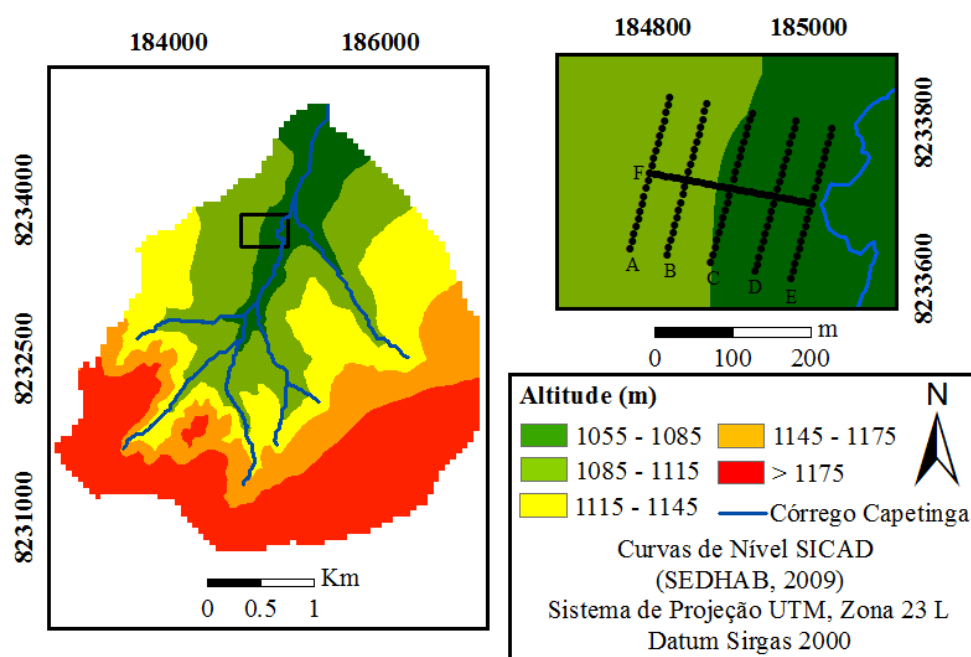 184000 186000
8234000
8232500
8231000
Km
0 0.5 1
184800 185000
8233800
8233600
F
A B C D E
m
0 100 200
Altitude (m)
1055 - 1085
1085 - 1115
1115 - 1145
1145 - 1175
> 1175
Córrego Capetinga
N
Curvas de Nível SICAD
(SEDHAB, 2009)
Sistema de Projeção UTM, Zona 23 L
Datum Sirgas 2000